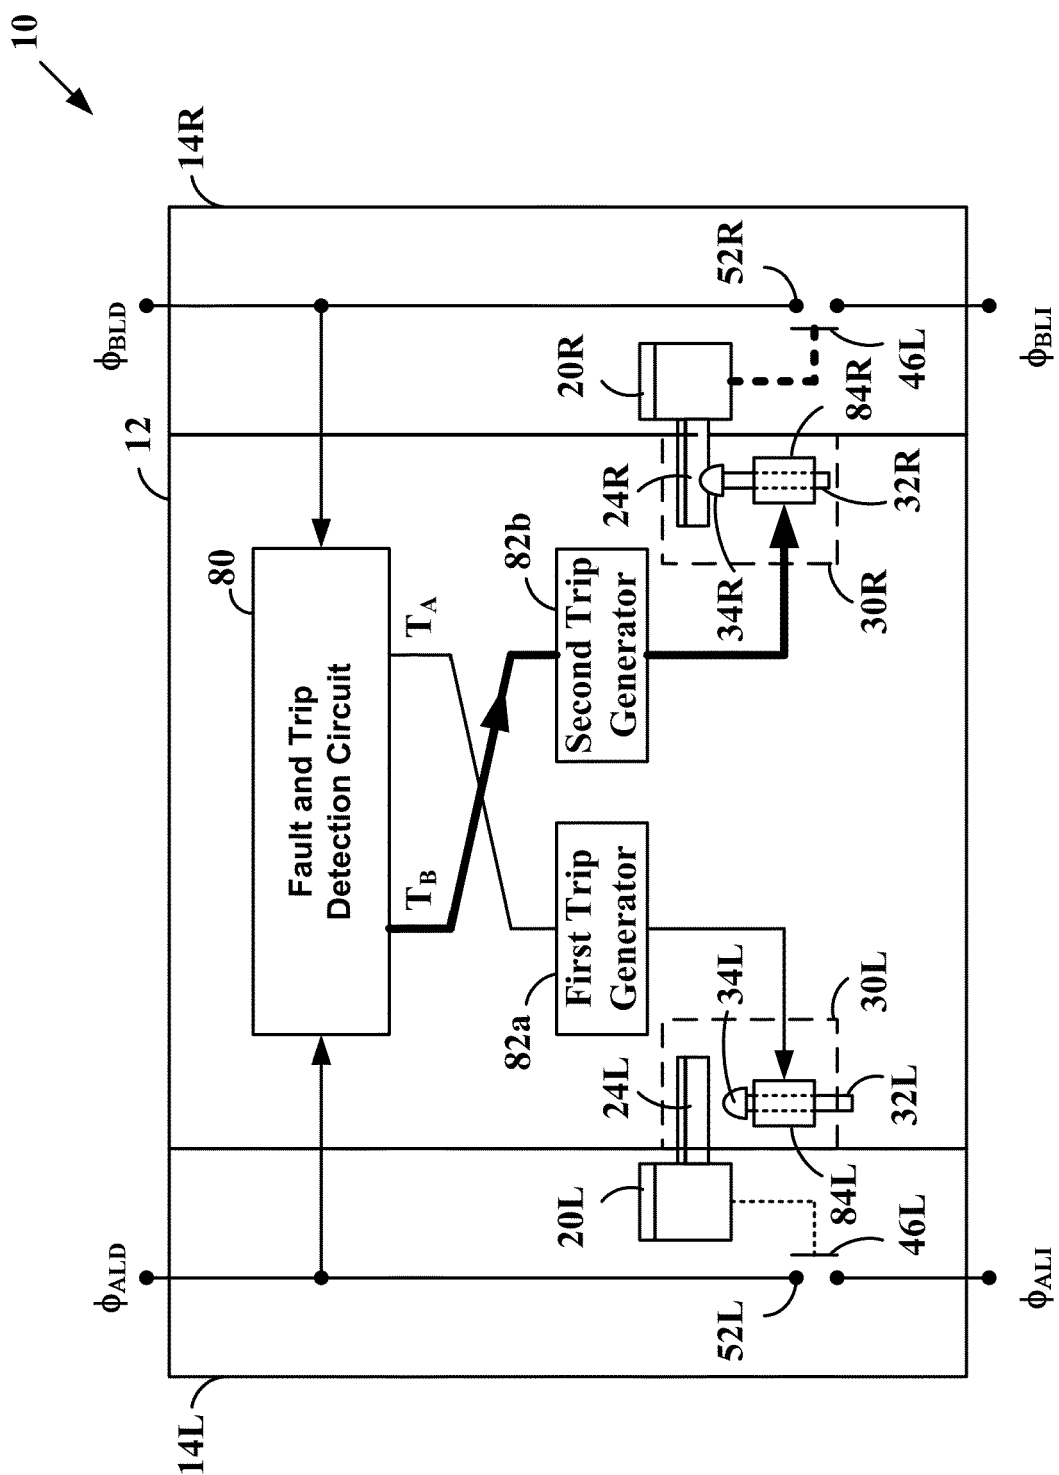 10
ϕALD
ϕBLD
12
14L
14R
80
Fault and Trip
Detection Circuit
TB
TA
82a
82b
First Trip
Generator
Second Trip
Generator
20L
20R
24L
24R
52L
34L
34R
52R
84L
30L
30R
84R
46L
32L
32R
46L
ϕALI
ϕBLI